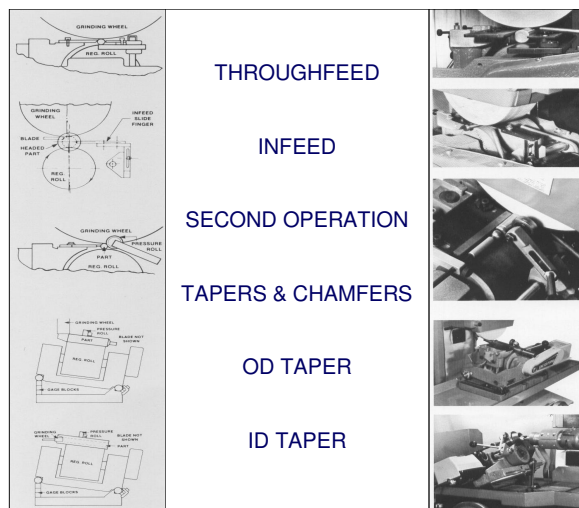 GRINDING WHEEL
REG. ROLL
GRINDING
WHEEL
INFEED
SLIDE
FINGER
BLADE
HEADED
PART
REG.
ROLL
GRINDING WHEEL
PRESSURE
ROLL
PART
REG. ROLL
GRINDING WHEEL
PRESSURE
ROLL
BLADE NOT
SHOWN
PART
REG. ROLL
GAGE BLOCKS
GRINDING
WHEEL
PRESSURE
ROLL
BLADE NOT
SHOWN
PART
REG. ROLL
GAGE BLOCKS
THROUGHFEED
INFEED
SECOND OPERATION
TAPERS & CHAMFERS
OD TAPER
ID TAPER